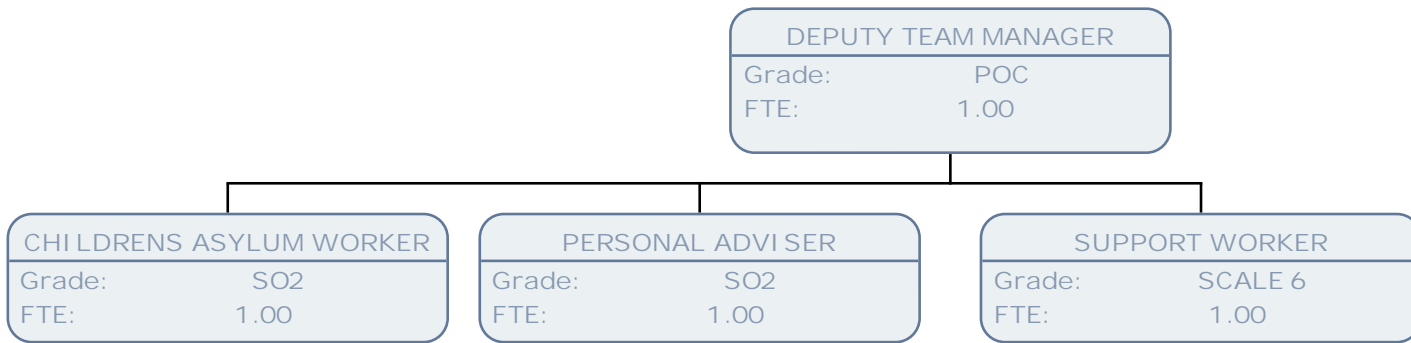 DEPUTY TEAM MANAGER
Grade: POC
FTE: 1.00
CHILDRENS ASYLUM WORKER
Grade: SO2
FTE: 1.00
PERSONAL ADVISER
Grade: SO2
FTE: 1.00
SUPPORT WORKER
Grade: SCALE 6
FTE: 1.00